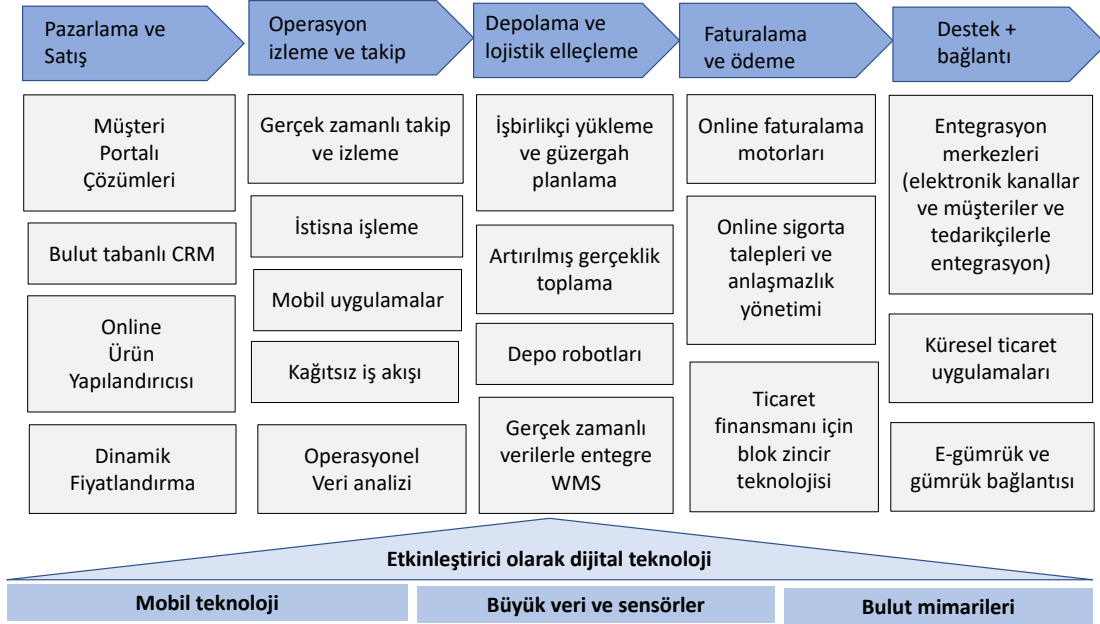 Pazarlama ve
Satış
Operasyon
izleme ve takip
Depolama ve
lojistik elleçleme
Faturalama
ve ödeme
Destek +
bağlantı
Müşteri
Portalı
Çözümleri
Bulut tabanlı CRM
Online
Ürün
Yapılandırıcısı
Dinamik
Fiyatlandırma
Gerçek zamanlı takip
ve izleme
İstisna işleme
Mobil uygulamalar
Kağıtsız iş akışı
Operasyonel
Veri analizi
İşbirlikçi yükleme
ve güzergah
planlama
Artırılmış gerçeklik
toplama
Depo robotları
Gerçek zamanlı
verilerle entegre
WMS
Online faturalama
motorları
Online sigorta
talepleri ve
anlaşmazlık
yönetimi
Ticaret
finansmanı için
blok zincir
teknolojisi
Entegrasyon
merkezleri
(elektronik kanallar
ve müşteriler ve
tedarikçilerle
entegrasyon)
Küresel ticaret
uygulamaları
E-gümrük ve
gümrük bağlantısı
Etkinleştirici olarak dijital teknoloji
Mobil teknoloji
Büyük veri ve sensörler
Bulut mimarileri